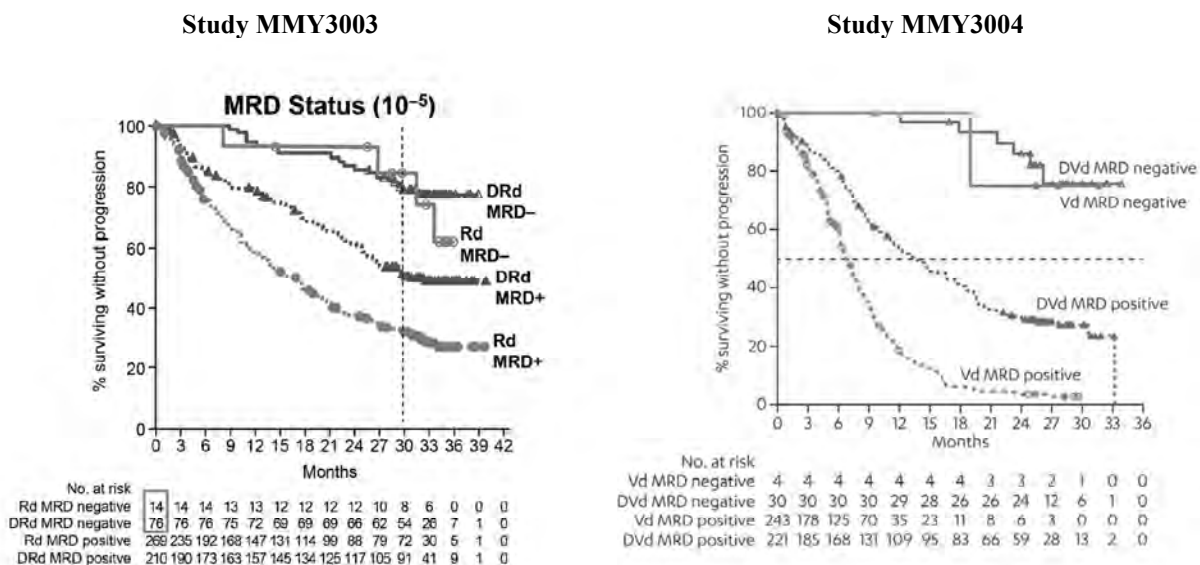 Study MMY3003
MRD Status (10⁻⁵)
% surviving without progression
100
80
60
40
20
0
DRd
MRD–
Rd
MRD–
DRd
MRD+
Rd
MRD+
0 3 6 9 12 15 18 21 24 27 30 33 36 39 42
Months
No. at risk
Rd MRD negative 14 14 14 13 13 12 12 12 12 10 8 6 0 0 0
DRd MRD negative 76 76 76 75 72 69 69 69 66 62 54 26 7 1 0
Rd MRD positive 269 235 192 168 147 131 114 99 88 79 72 30 5 1 0
DRd MRD positive 210 190 173 163 157 145 134 125 117 105 91 41 9 1 0
Study MMY3004
% surviving without progression
100
80
60
40
20
0
DVd MRD negative
Vd MRD negative
DVd MRD positive
Vd MRD positive
0 3 6 9 12 15 18 21 24 27 30 33 36
Months
No. at risk
Vd MRD negative 4 4 4 4 4 4 4 3 3 2 1 0 0
DVd MRD negative 30 30 30 30 29 28 26 26 24 12 6 1 0
Vd MRD positive 243 178 125 70 35 23 11 8 6 3 0 0 0
DVd MRD positive 221 185 168 131 109 95 83 66 59 28 13 2 0